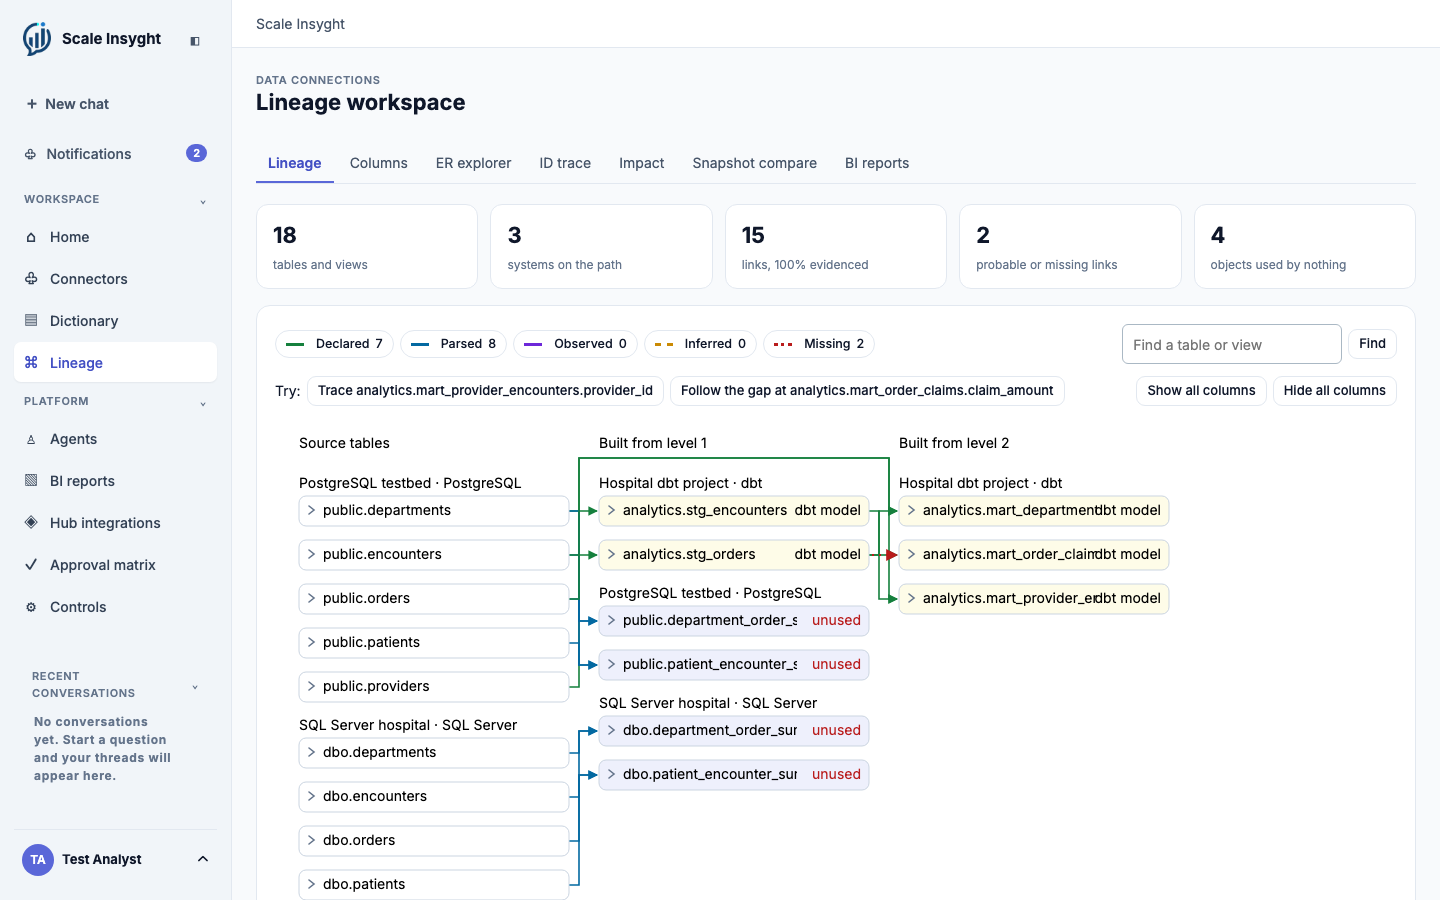 Scale Insyght
Scale Insyght
+ New chat
Notifications 2
WORKSPACE
Home
Connectors
Dictionary
Lineage
PLATFORM
Agents
BI reports
Hub integrations
Approval matrix
Controls
RECENT
CONVERSATIONS
No conversations
yet. Start a question
and your threads will
appear here.
TA Test Analyst
DATA CONNECTIONS
Lineage workspace
Lineage Columns ER explorer ID trace Impact Snapshot compare BI reports
18
tables and views
3
systems on the path
15
links, 100% evidenced
2
probable or missing links
4
objects used by nothing
Declared 7 Parsed 8 Observed 0 Inferred 0 Missing 2
Find a table or view Find
Try: Trace analytics.mart_provider_encounters.provider_id Follow the gap at analytics.mart_order_claims.claim_amount
Show all columns Hide all columns
Source tables
PostgreSQL testbed · PostgreSQL
public.departments
public.encounters
public.orders
public.patients
public.providers
SQL Server hospital · SQL Server
dbo.departments
dbo.encounters
dbo.orders
dbo.patients
Built from level 1
Hospital dbt project · dbt
analytics.stg_encounters dbt model
analytics.stg_orders dbt model
PostgreSQL testbed · PostgreSQL
public.department_order_s unused
public.patient_encounter_s unused
SQL Server hospital · SQL Server
dbo.department_order_sur unused
dbo.patient_encounter_sur unused
Built from level 2
Hospital dbt project · dbt
analytics.mart_department dbt model
analytics.mart_order_claim dbt model
analytics.mart_provider_en dbt model